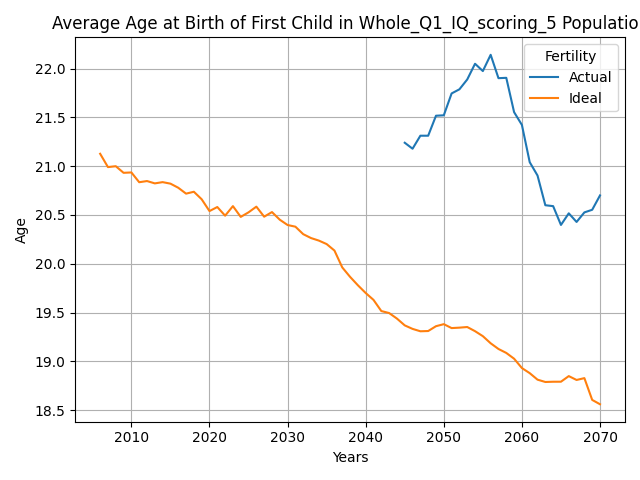 Average Age at Birth of First Child in Whole_Q1_IQ_scoring_5 Populatio
Fertility
Actual
Ideal
22.0
21.5
21.0
20.5
20.0
19.5
19.0
18.5
Age
2010 2020 2030 2040 2050 2060 2070
Years